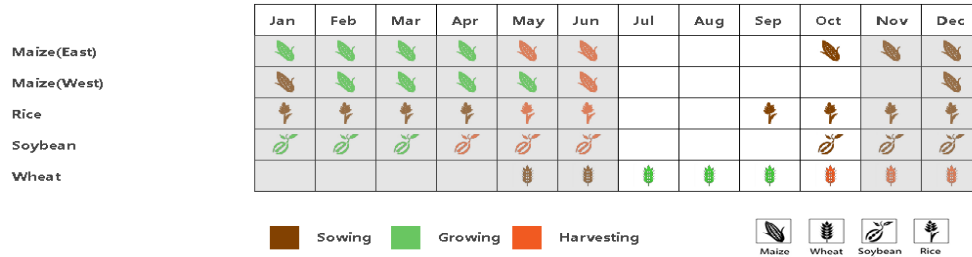 Jan Feb Mar Apr May Jun Jul Aug Sep Oct Nov Dec
Maize(East)
Maize(West)
Rice
Soybean
Wheat
Sowing Growing Harvesting
Maize Wheat Soybean Rice